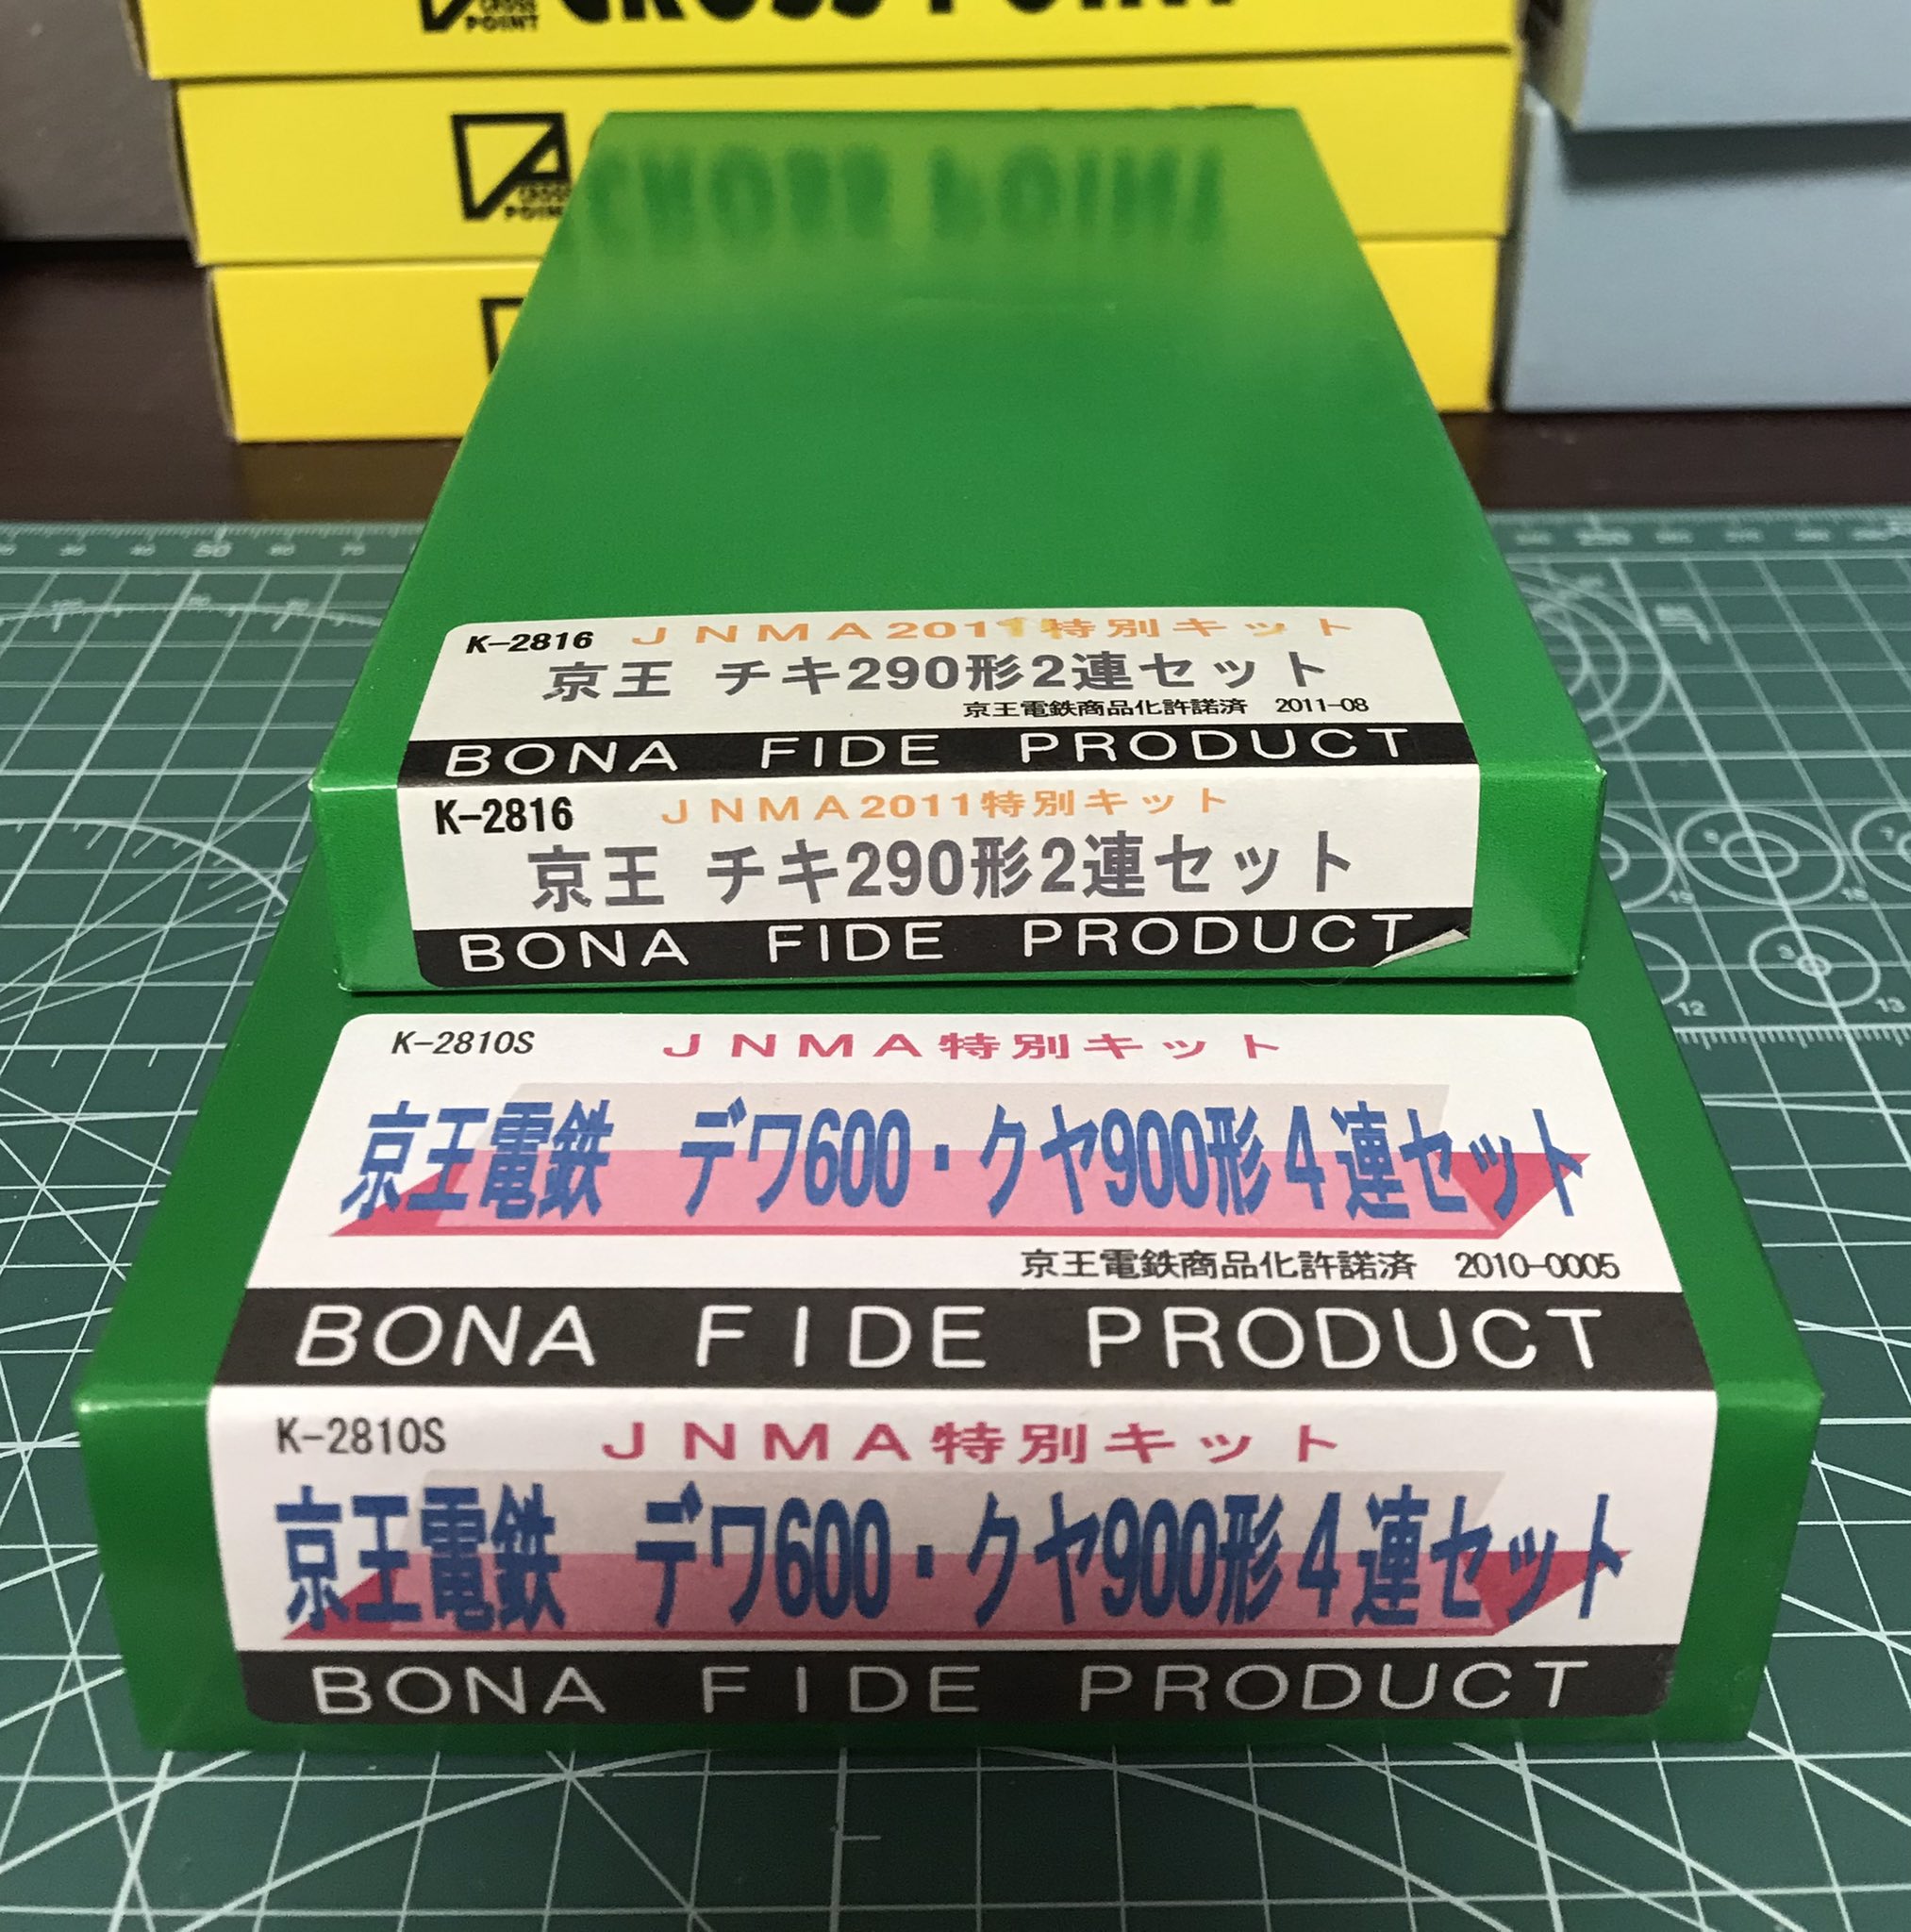 CROSS POINT
CROSS POINT
CROSS
POINT
K-2816 JNMA2011特別キット
京王 チキ290形2連セット
京王電鉄商品化許諾済 2011-08
BONA FIDE PRODUCT
K-2816 JNMA2011特別キット
京王 チキ290形2連セット
BONA FIDE PRODUCT
K-2810S JNMA特別キット
京王電鉄 デワ600・クヤ900形4連セット
京王電鉄商品化許諾済 2010-0005
BONA FIDE PRODUCT
K-2810S JNMA特別キット
京王電鉄 デワ600・クヤ900形4連セット
BONA FIDE PRODUCT